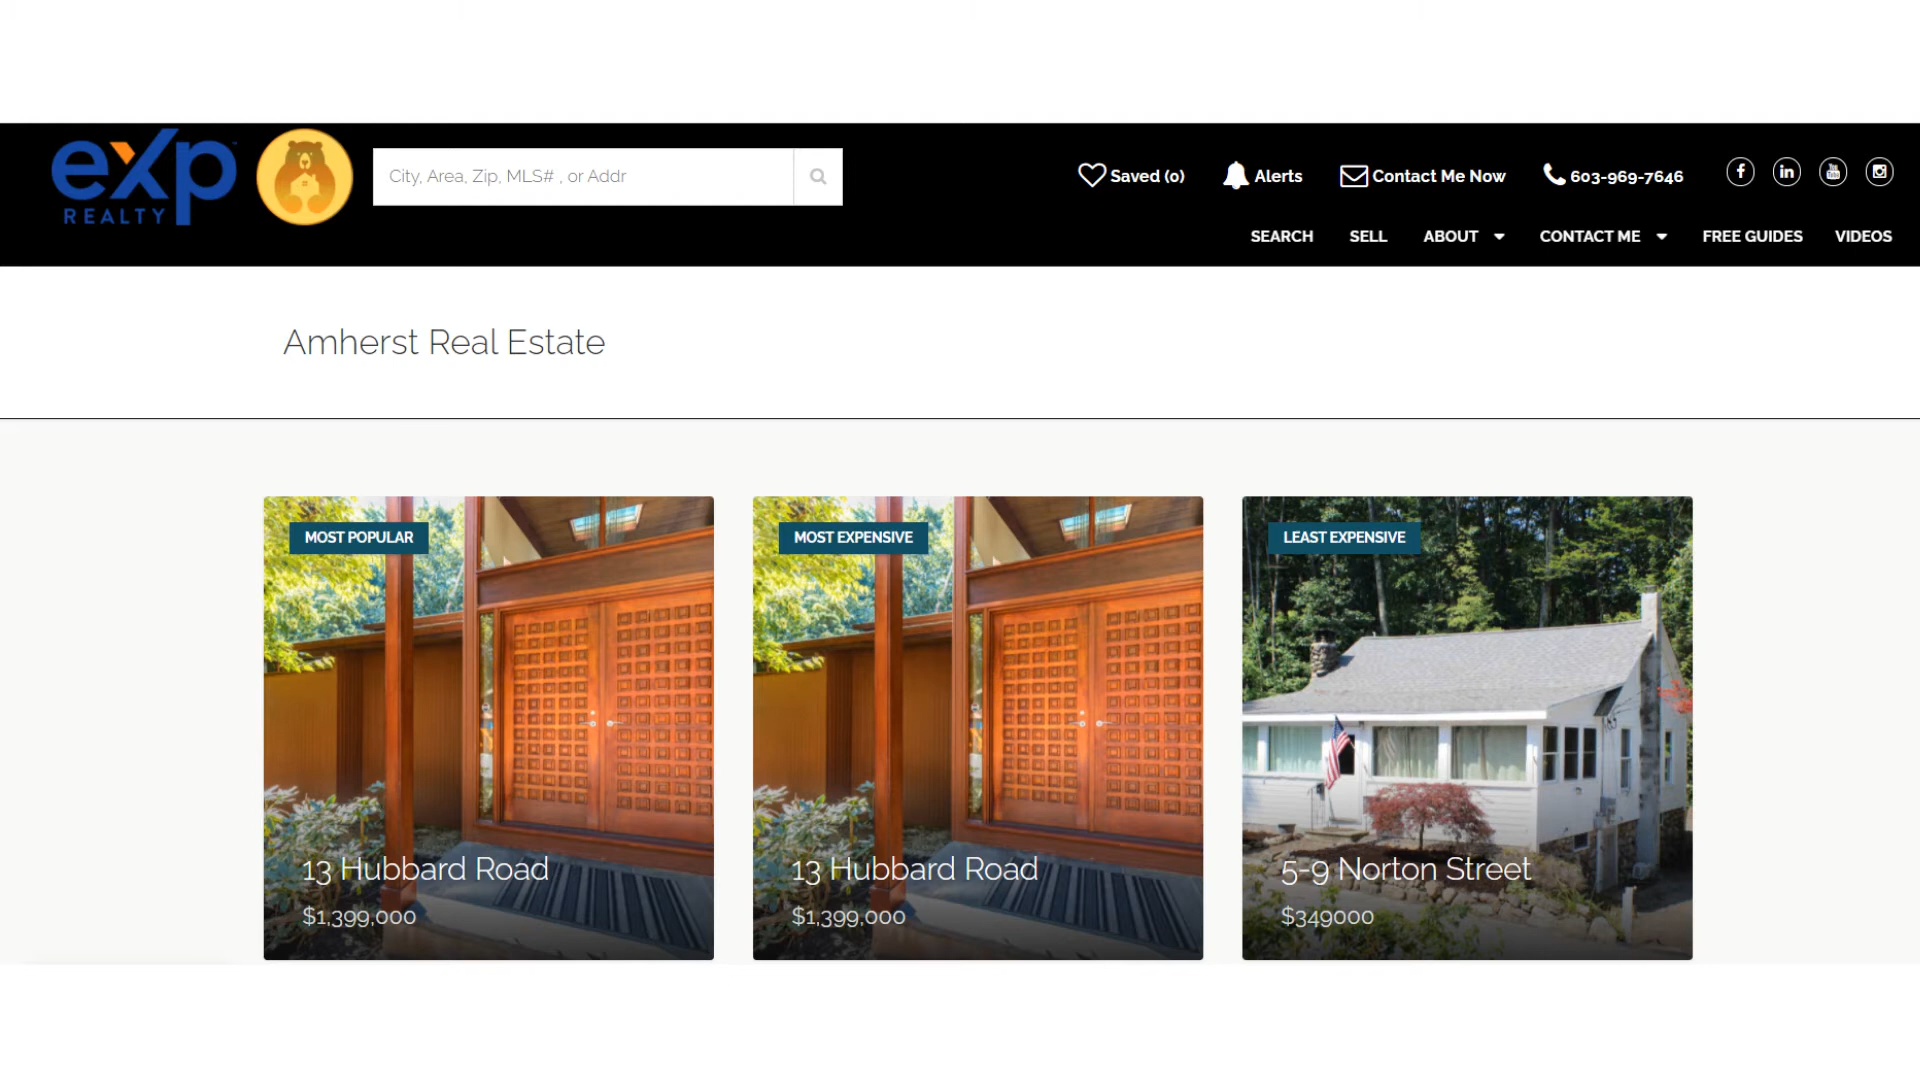 eXp
REALTY
City, Area, Zip, MLS# , or Addr
Saved (0)
Alerts
Contact Me Now
603-969-7646
SEARCH
SELL
ABOUT
CONTACT ME
FREE GUIDES
VIDEOS
Amherst Real Estate
MOST POPULAR
13 Hubbard Road
$1,399,000
MOST EXPENSIVE
13 Hubbard Road
$1,399,000
LEAST EXPENSIVE
5-9 Norton Street
$349000